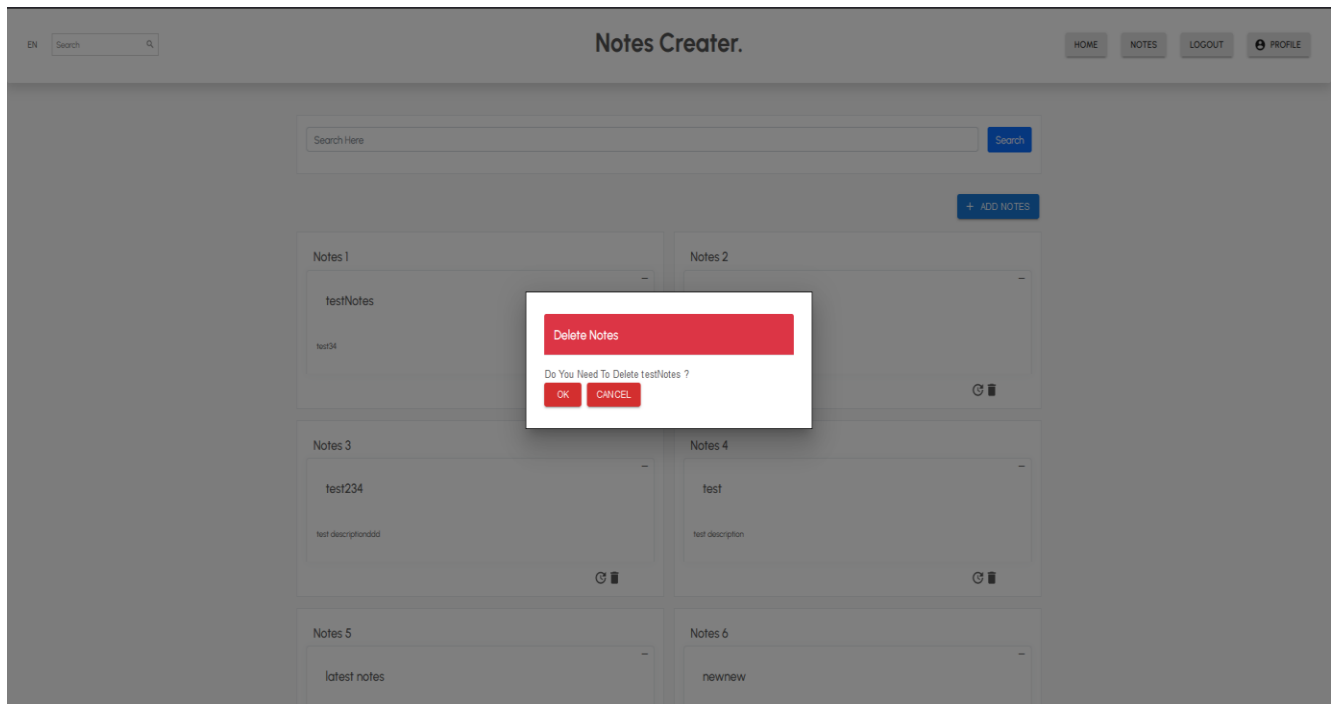 EN Search Notes Creater. HOME NOTES LOGOUT PROFILE
Search Here Search
+ ADD NOTES
Notes 1
testNotes
test34
Notes 2
Delete Notes
Do You Need To Delete testNotes ?
OK CANCEL
Notes 3
test234
test descriptionddd
Notes 4
test
test description
Notes 5
latest notes
Notes 6
newnew